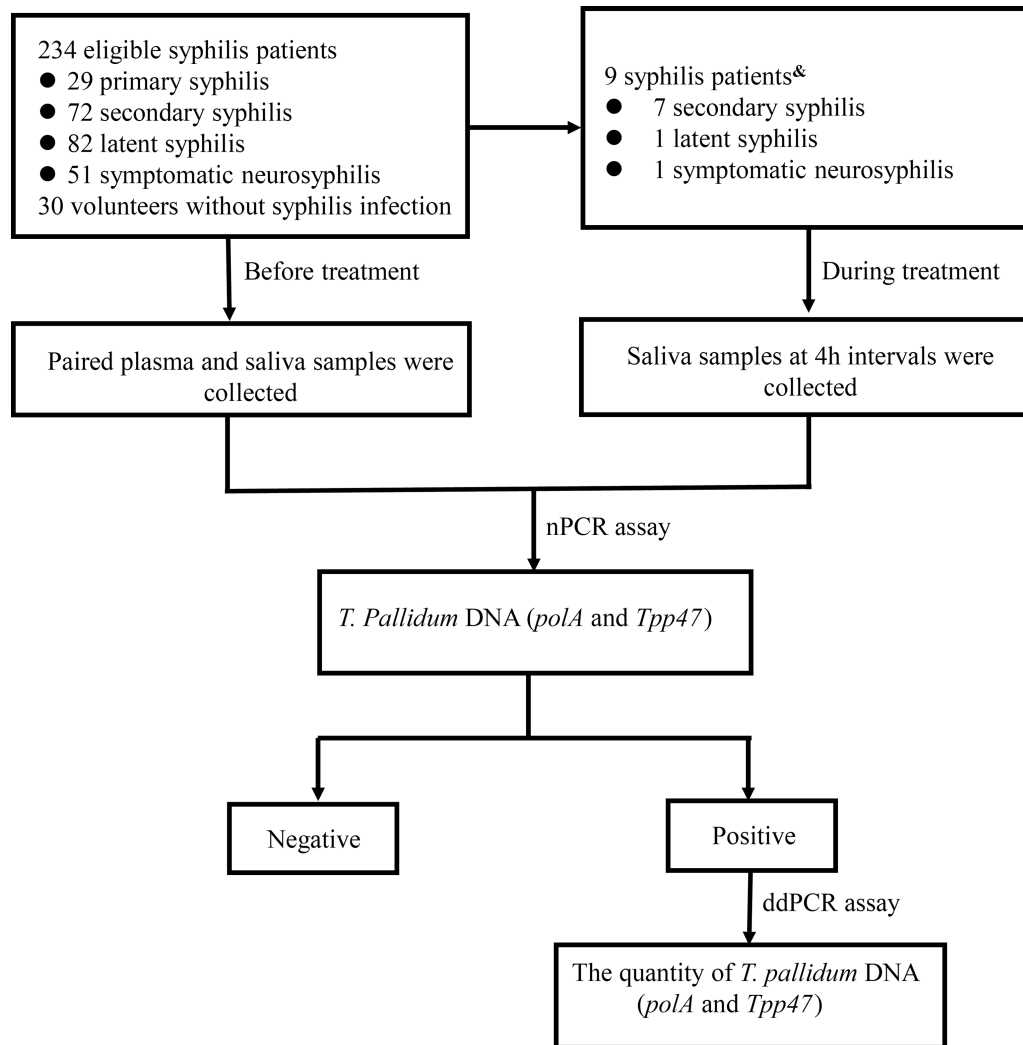 234 eligible syphilis patients
● 29 primary syphilis
● 72 secondary syphilis
● 82 latent syphilis
● 51 symptomatic neurosyphilis
30 volunteers without syphilis infection
9 syphilis patients&
● 7 secondary syphilis
● 1 latent syphilis
● 1 symptomatic neurosyphilis
Before treatment
During treatment
Paired plasma and saliva samples were
collected
Saliva samples at 4h intervals were
collected
nPCR assay
T. Pallidum DNA (polA and Tpp47)
Negative
Positive
ddPCR assay
The quantity of T. pallidum DNA
(polA and Tpp47)